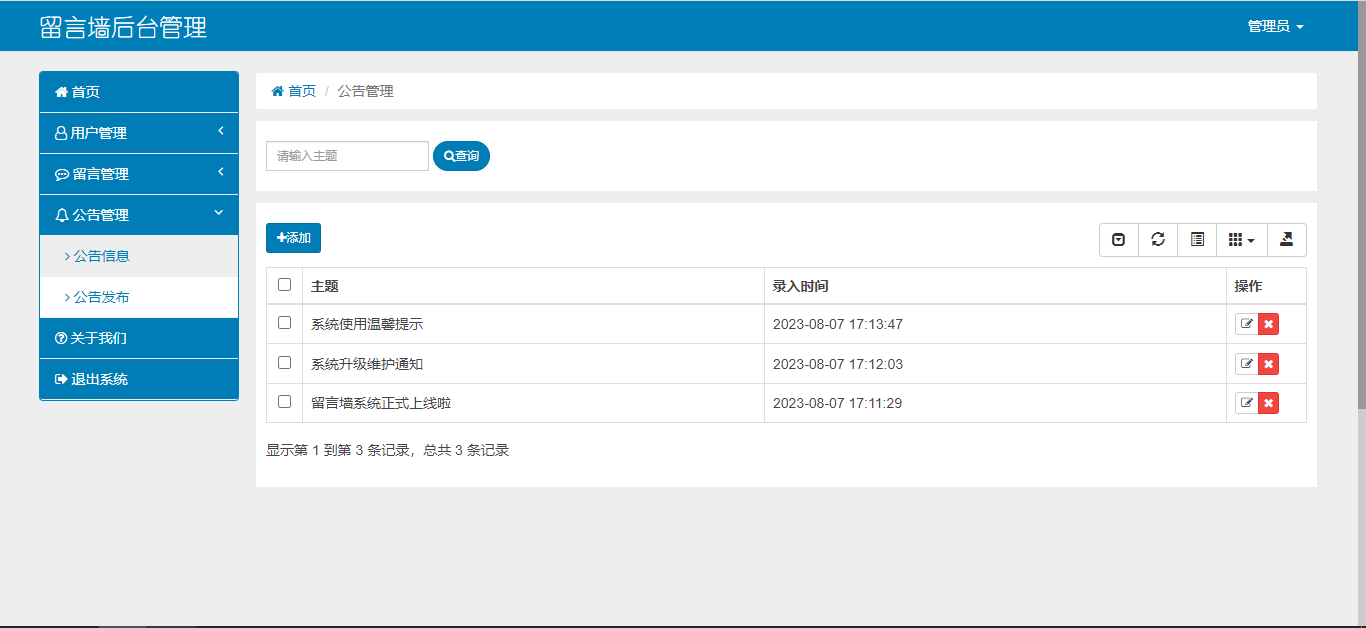 留言墙后台管理
管理员
首页
用户管理
留言管理
公告管理
公告信息
公告发布
关于我们
退出系统
首页 / 公告管理
请输入主题
查询
添加
主题 录入时间 操作
系统使用温馨提示 2023-08-07 17:13:47
系统升级维护通知 2023-08-07 17:12:03
留言墙系统正式上线啦 2023-08-07 17:11:29
显示第 1 到第 3 条记录，总共 3 条记录